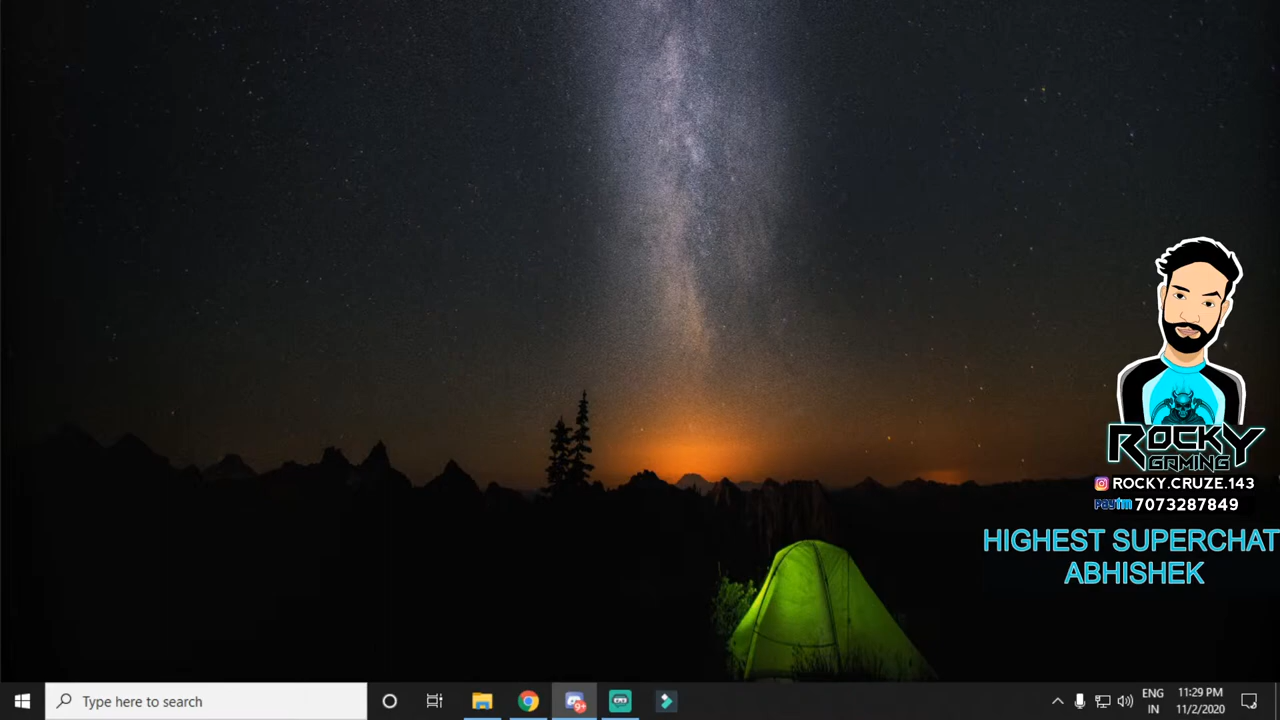 ROCKY
GAMING
ROCKY.CRUZE.143
paytm 7073287849
HIGHEST SUPERCHAT
ABHISHEK
Type here to search
9+
ENG
IN
11:29 PM
11/2/2020